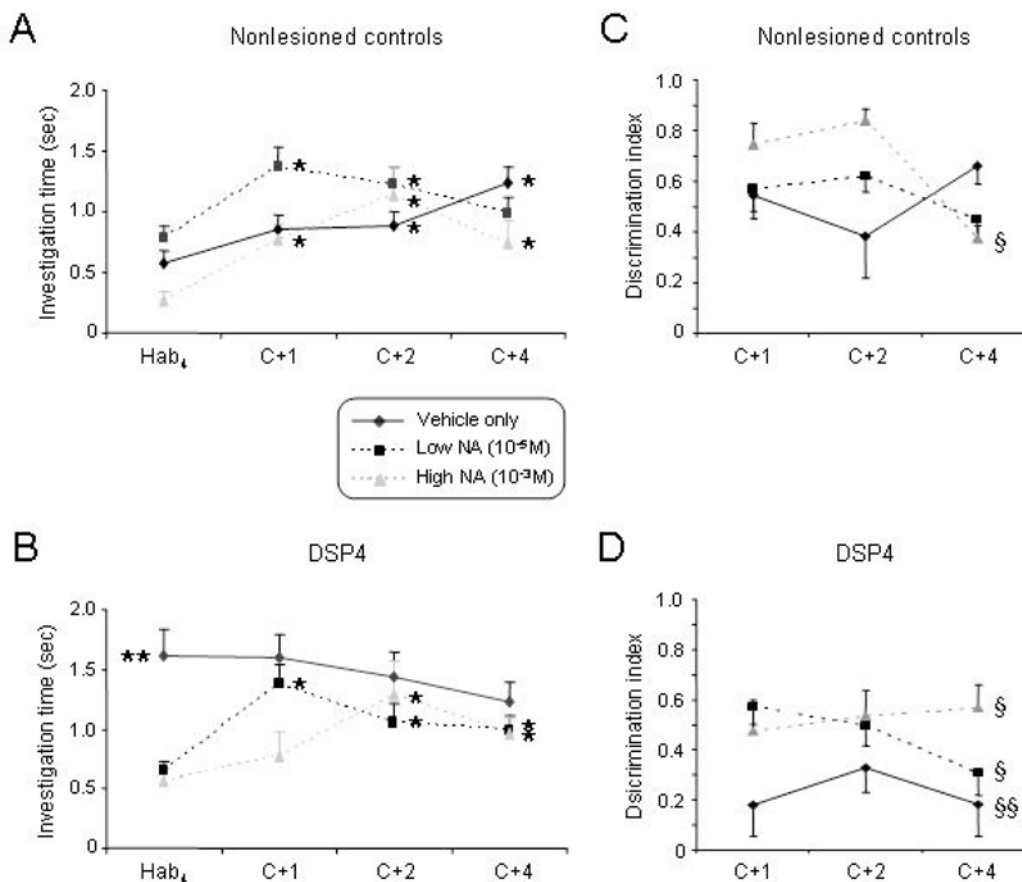 A
Nonlesioned controls
Investigation time (sec)
2.0
1.5
1.0
0.5
0
Hab₄
C+1
C+2
C+4
★
★
★
★
★
★
C
Nonlesioned controls
Discrimination index
1.0
0.8
0.6
0.4
0.2
0
C+1
C+2
C+4
§
Vehicle only
Low NA (10⁻⁵M)
High NA (10⁻³M)
B
DSP4
Investigation time (sec)
2.0
1.5
1.0
0.5
0
Hab₄
C+1
C+2
C+4
★★
★
★
★
★
★
D
DSP4
Dsicrimination index
1.0
0.8
0.6
0.4
0.2
0
C+1
C+2
C+4
§
§
§§